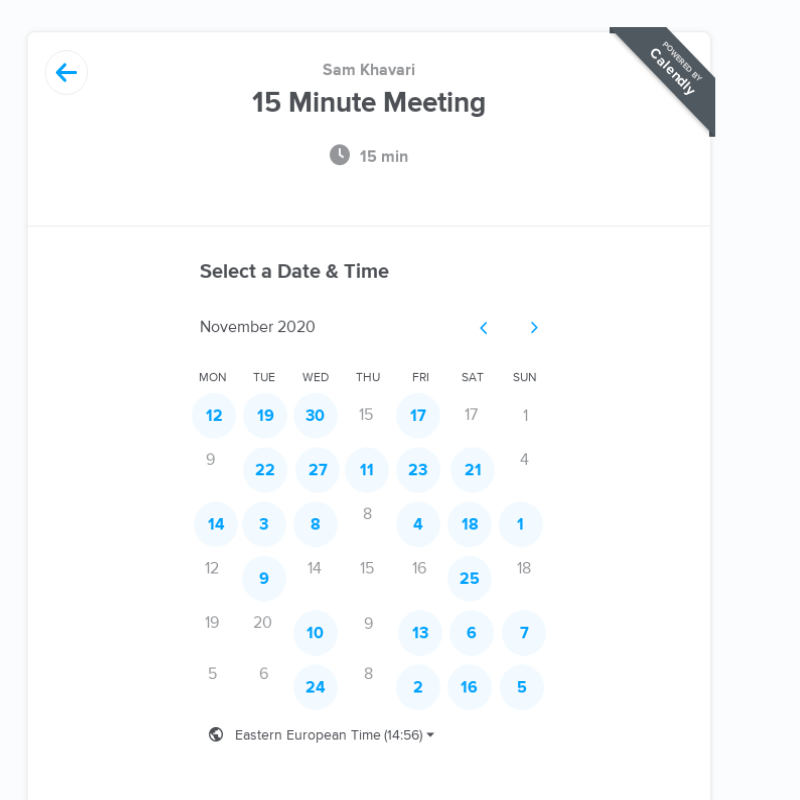 Sam Khavari
POWERED BY
Calendly
15 Minute Meeting
15 min
Select a Date & Time
November 2020
MON TUE WED THU FRI SAT SUN
12 19 30 15 17 17 1
9 22 27 11 23 21 4
14 3 8 8 4 18 1
12 9 14 15 16 25 18
19 20 10 9 13 6 7
5 6 24 8 2 16 5
Eastern European Time (14:56)